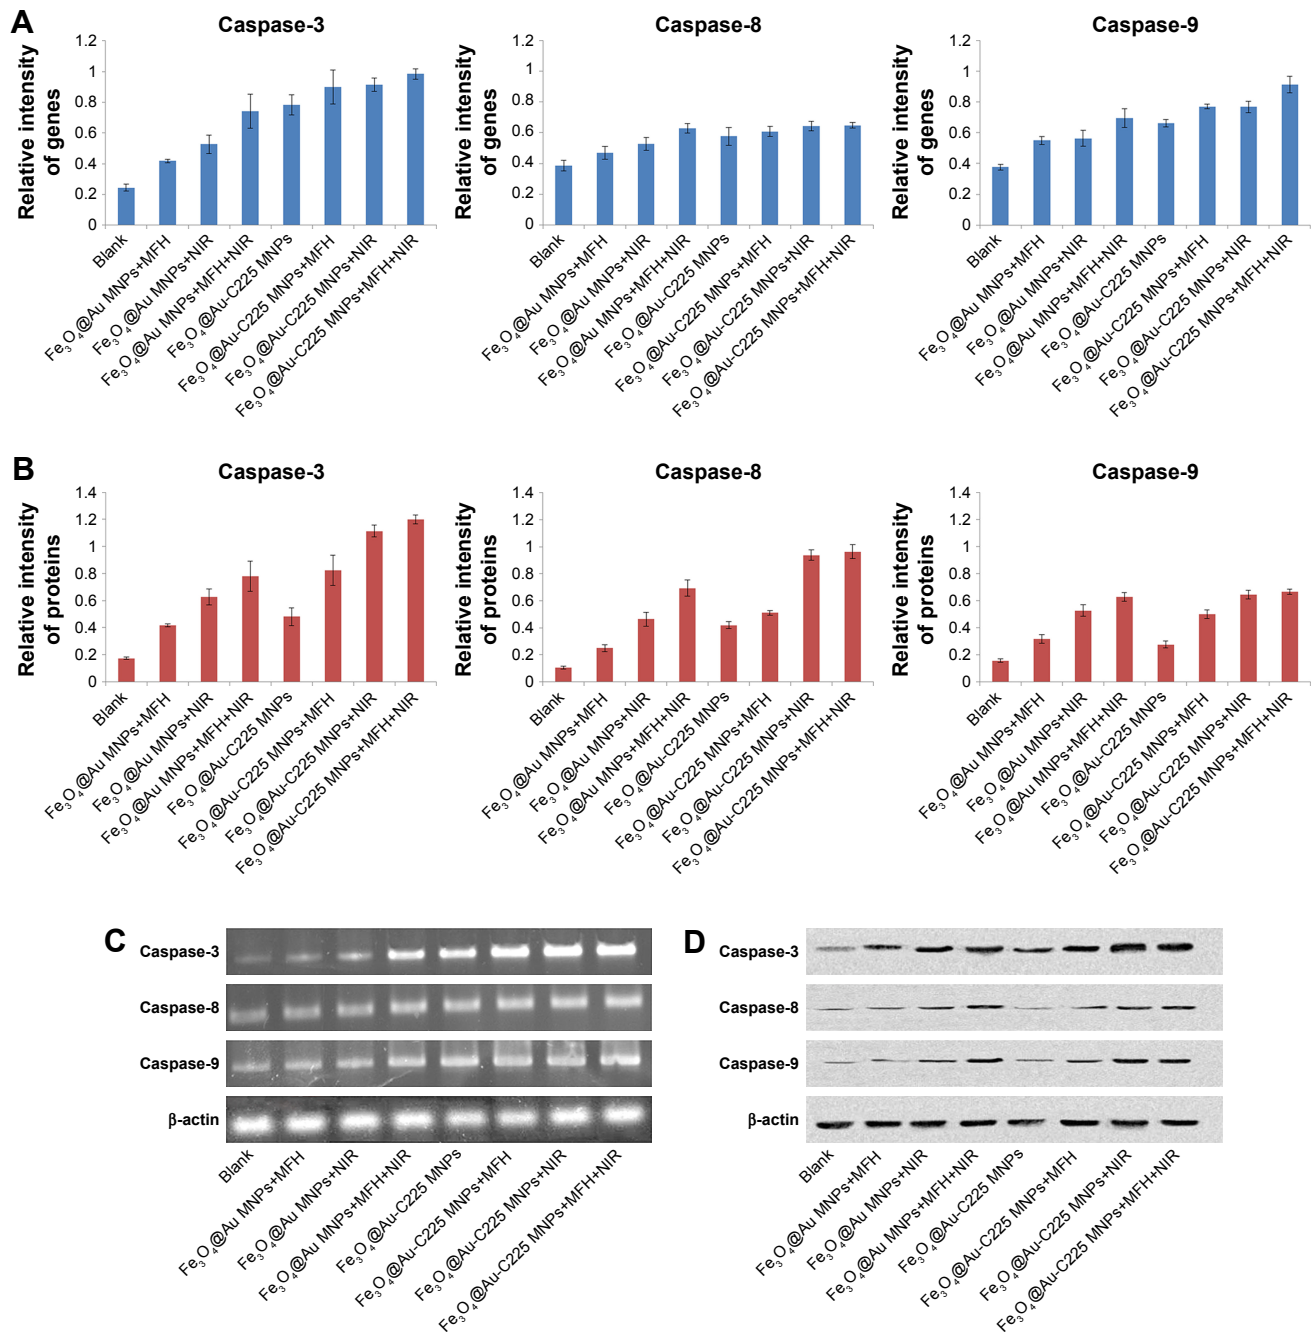 A
Caspase-3
Relative intensity
of genes
1.2
1
0.8
0.6
0.4
0.2
0
Blank
Fe₃O₄@Au MNPs+MFH
Fe₃O₄@Au MNPs+NIR
Fe₃O₄@Au MNPs+MFH+NIR
Fe₃O₄@Au-C225 MNPs
Fe₃O₄@Au-C225 MNPs+MFH
Fe₃O₄@Au-C225 MNPs+NIR
Fe₃O₄@Au-C225 MNPs+MFH+NIR
Caspase-8
Relative intensity
of genes
1.2
1
0.8
0.6
0.4
0.2
0
Blank
Fe₃O₄@Au MNPs+MFH
Fe₃O₄@Au MNPs+NIR
Fe₃O₄@Au MNPs+MFH+NIR
Fe₃O₄@Au-C225 MNPs
Fe₃O₄@Au-C225 MNPs+MFH
Fe₃O₄@Au-C225 MNPs+NIR
Fe₃O₄@Au-C225 MNPs+MFH+NIR
Caspase-9
Relative intensity
of genes
1.2
1
0.8
0.6
0.4
0.2
0
Blank
Fe₃O₄@Au MNPs+MFH
Fe₃O₄@Au MNPs+NIR
Fe₃O₄@Au MNPs+MFH+NIR
Fe₃O₄@Au-C225 MNPs
Fe₃O₄@Au-C225 MNPs+MFH
Fe₃O₄@Au-C225 MNPs+NIR
Fe₃O₄@Au-C225 MNPs+MFH+NIR
B
Caspase-3
Relative intensity
of proteins
1.4
1.2
1
0.8
0.6
0.4
0.2
0
Blank
Fe₃O₄@Au MNPs+MFH
Fe₃O₄@Au MNPs+NIR
Fe₃O₄@Au MNPs+MFH+NIR
Fe₃O₄@Au-C225 MNPs
Fe₃O₄@Au-C225 MNPs+MFH
Fe₃O₄@Au-C225 MNPs+NIR
Fe₃O₄@Au-C225 MNPs+MFH+NIR
Caspase-8
Relative intensity
of proteins
1.4
1.2
1
0.8
0.6
0.4
0.2
0
Blank
Fe₃O₄@Au MNPs+MFH
Fe₃O₄@Au MNPs+NIR
Fe₃O₄@Au MNPs+MFH+NIR
Fe₃O₄@Au-C225 MNPs
Fe₃O₄@Au-C225 MNPs+MFH
Fe₃O₄@Au-C225 MNPs+NIR
Fe₃O₄@Au-C225 MNPs+MFH+NIR
Caspase-9
Relative intensity
of proteins
1.4
1.2
1
0.8
0.6
0.4
0.2
0
Blank
Fe₃O₄@Au MNPs+MFH
Fe₃O₄@Au MNPs+NIR
Fe₃O₄@Au MNPs+MFH+NIR
Fe₃O₄@Au-C225 MNPs
Fe₃O₄@Au-C225 MNPs+MFH
Fe₃O₄@Au-C225 MNPs+NIR
Fe₃O₄@Au-C225 MNPs+MFH+NIR
C
Caspase-3
Caspase-8
Caspase-9
β-actin
Blank
Fe₃O₄@Au MNPs+MFH
Fe₃O₄@Au MNPs+NIR
Fe₃O₄@Au MNPs+MFH+NIR
Fe₃O₄@Au-C225 MNPs
Fe₃O₄@Au-C225 MNPs+MFH
Fe₃O₄@Au-C225 MNPs+NIR
Fe₃O₄@Au-C225 MNPs+MFH+NIR
D
Caspase-3
Caspase-8
Caspase-9
β-actin
Blank
Fe₃O₄@Au MNPs+MFH
Fe₃O₄@Au MNPs+NIR
Fe₃O₄@Au MNPs+MFH+NIR
Fe₃O₄@Au-C225 MNPs
Fe₃O₄@Au-C225 MNPs+MFH
Fe₃O₄@Au-C225 MNPs+NIR
Fe₃O₄@Au-C225 MNPs+MFH+NIR